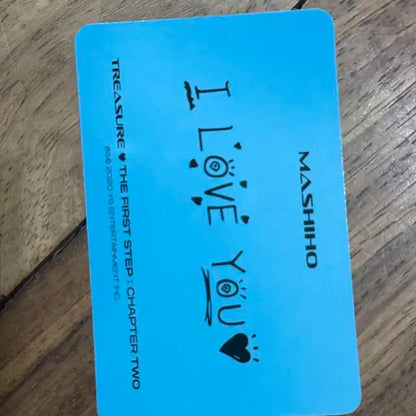 MASHIHO
I LOVE YOU
TREASURE ♥ THE FIRST STEP : CHAPTER TWO
℗&© 2020 YG ENTERTAINMENT INC.